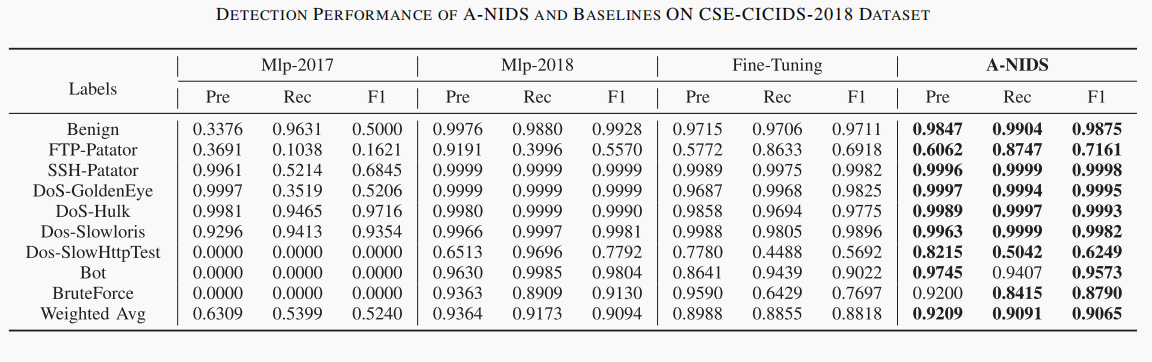 DETECTION PERFORMANCE OF A-NIDS AND BASELINES ON CSE-CICIDS-2018 DATASET
Labels Mlp-2017 Mlp-2018 Fine-Tuning A-NIDS
Pre Rec F1 Pre Rec F1 Pre Rec F1 Pre Rec F1
Benign 0.3376 0.9631 0.5000 0.9976 0.9880 0.9928 0.9715 0.9706 0.9711 0.9847 0.9904 0.9875
FTP-Patator 0.3691 0.1038 0.1621 0.9191 0.3996 0.5570 0.5772 0.8633 0.6918 0.6062 0.8747 0.7161
SSH-Patator 0.9961 0.5214 0.6845 0.9999 0.9999 0.9999 0.9989 0.9975 0.9982 0.9996 0.9999 0.9998
DoS-GoldenEye 0.9997 0.3519 0.5206 0.9999 0.9999 0.9999 0.9687 0.9968 0.9825 0.9997 0.9994 0.9995
DoS-Hulk 0.9981 0.9465 0.9716 0.9980 0.9999 0.9990 0.9858 0.9694 0.9775 0.9989 0.9997 0.9993
Dos-Slowloris 0.9296 0.9413 0.9354 0.9966 0.9997 0.9981 0.9988 0.9805 0.9896 0.9963 0.9999 0.9982
Dos-SlowHttpTest 0.0000 0.0000 0.0000 0.6513 0.9696 0.7792 0.7780 0.4488 0.5692 0.8215 0.5042 0.6249
Bot 0.0000 0.0000 0.0000 0.9630 0.9985 0.9804 0.8641 0.9439 0.9022 0.9745 0.9407 0.9573
BruteForce 0.0000 0.0000 0.0000 0.9363 0.8909 0.9130 0.9590 0.6429 0.7697 0.9200 0.8415 0.8790
Weighted Avg 0.6309 0.5399 0.5240 0.9364 0.9173 0.9094 0.8988 0.8855 0.8818 0.9209 0.9091 0.9065